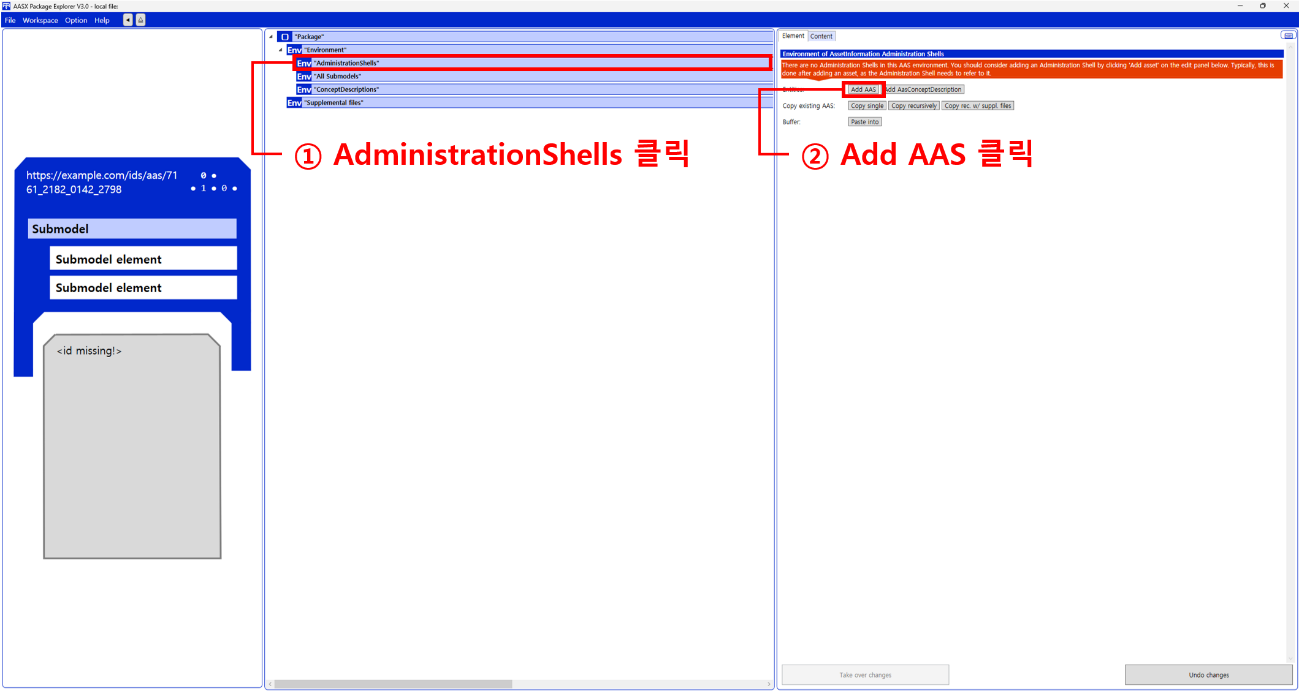 AASX Package Explorer V3.0 - local file:
File Workspace Option Help
"Package"
Env "Environment"
Env "AdministrationShells"
Env "All Submodels"
Env "ConceptDescriptions"
Env "Supplemental files"
① AdministrationShells 클릭
https://example.com/ids/aas/71
61_2182_0142_2798
0
1 0
Submodel
Submodel element
Submodel element
<id missing!>
Element Content
Environment of AssetInformation Administration Shells
There are no Administration Shells in this AAS environment. You should consider adding an Administration Shell by clicking 'Add asset' on the edit panel below. Typically, this is
done after adding an asset, as the Administration Shell needs to refer to it.
Add AAS Add AasConceptDescription
Copy existing AAS: Copy single Copy recursively Copy rec. w/ suppl. files
Buffer: Paste into
② Add AAS 클릭
Take over changes Undo changes